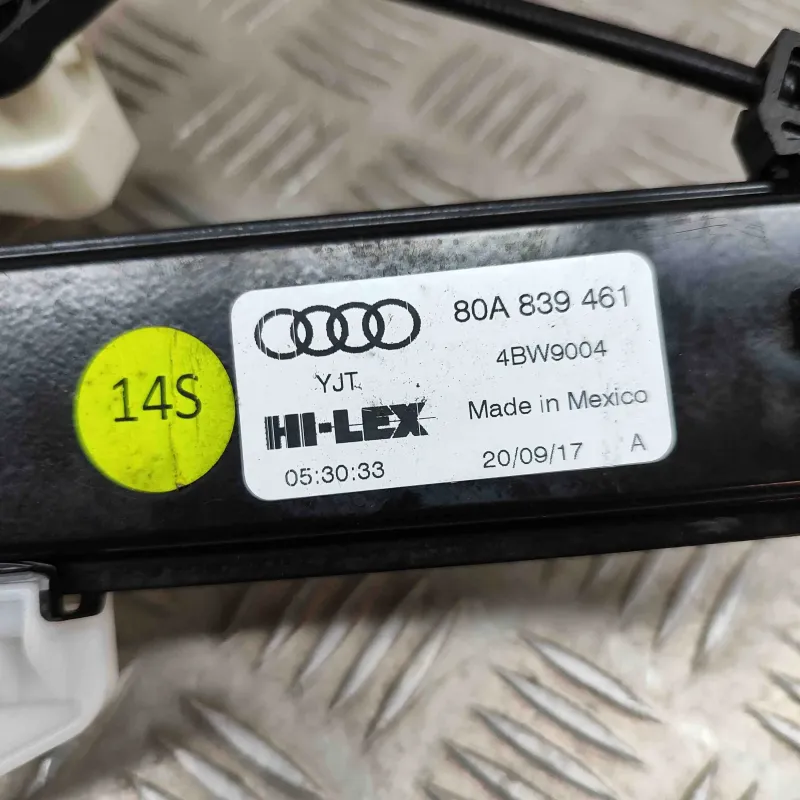 14S
80A 839 461
4BW9004
YJT
HI-LEX
Made in Mexico
05:30:33
20/09/17 A